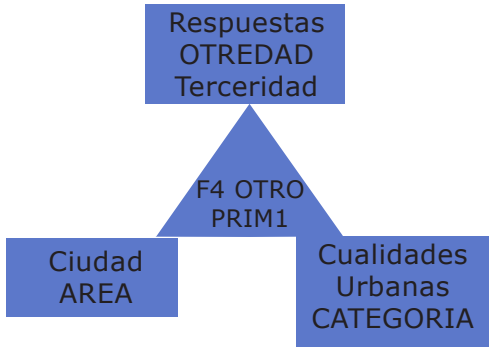 Respuestas
OTREDAD
Terceridad
F4 OTRO
PRIM1
Ciudad
AREA
Cualidades
Urbanas
CATEGORIA